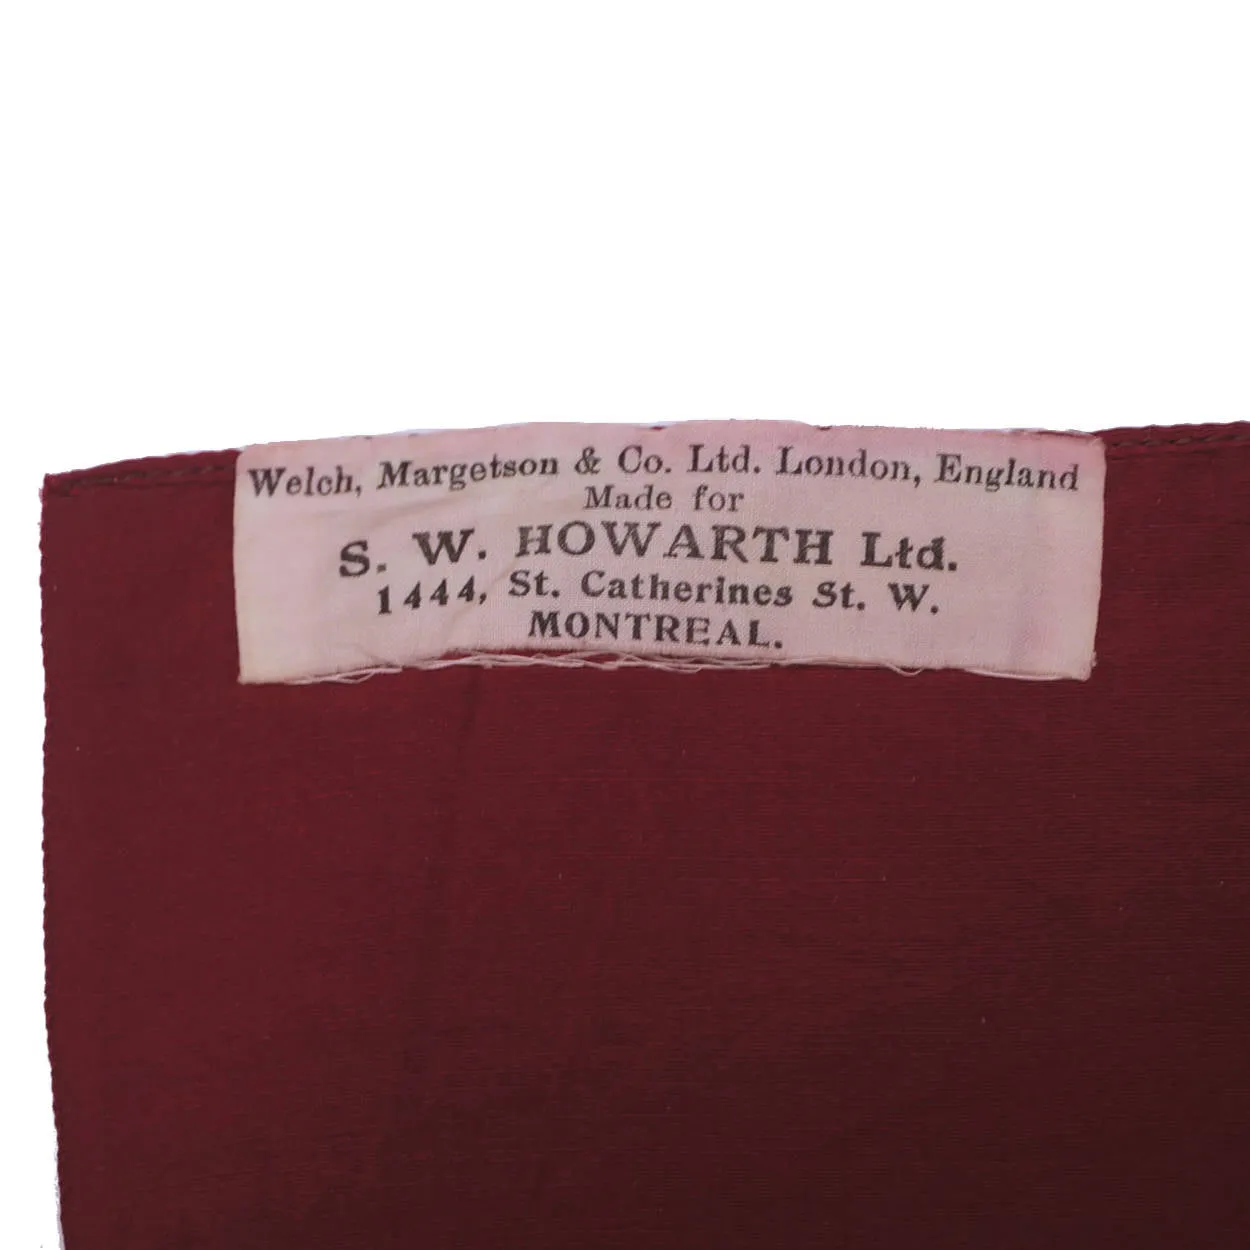 Welch, Margetson & Co. Ltd. London, England
Made for
S. W. HOWARTH Ltd.
1444, St. Catherines St. W.
MONTREAL.